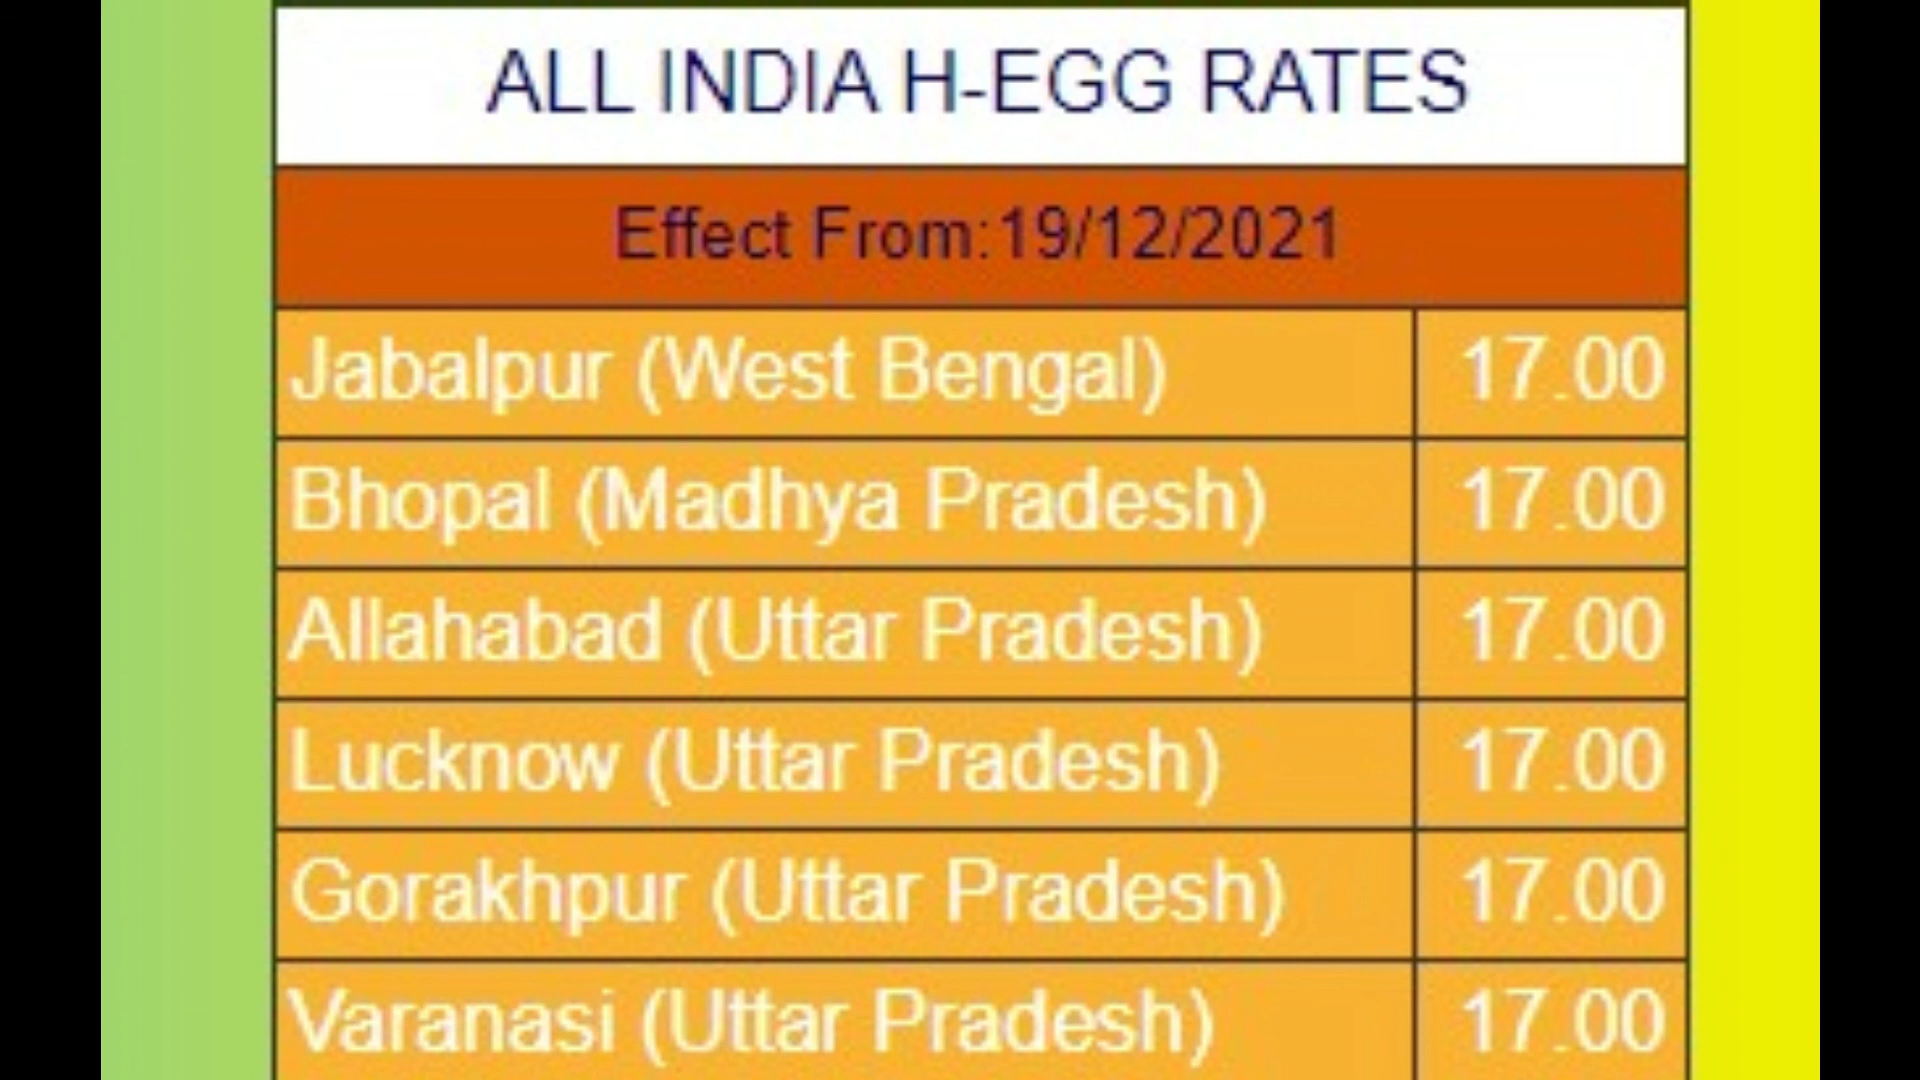 ALL INDIA H-EGG RATES
Effect From:19/12/2021
Jabalpur (West Bengal) 17.00
Bhopal (Madhya Pradesh) 17.00
Allahabad (Uttar Pradesh) 17.00
Lucknow (Uttar Pradesh) 17.00
Gorakhpur (Uttar Pradesh) 17.00
Varanasi (Uttar Pradesh) 17.00